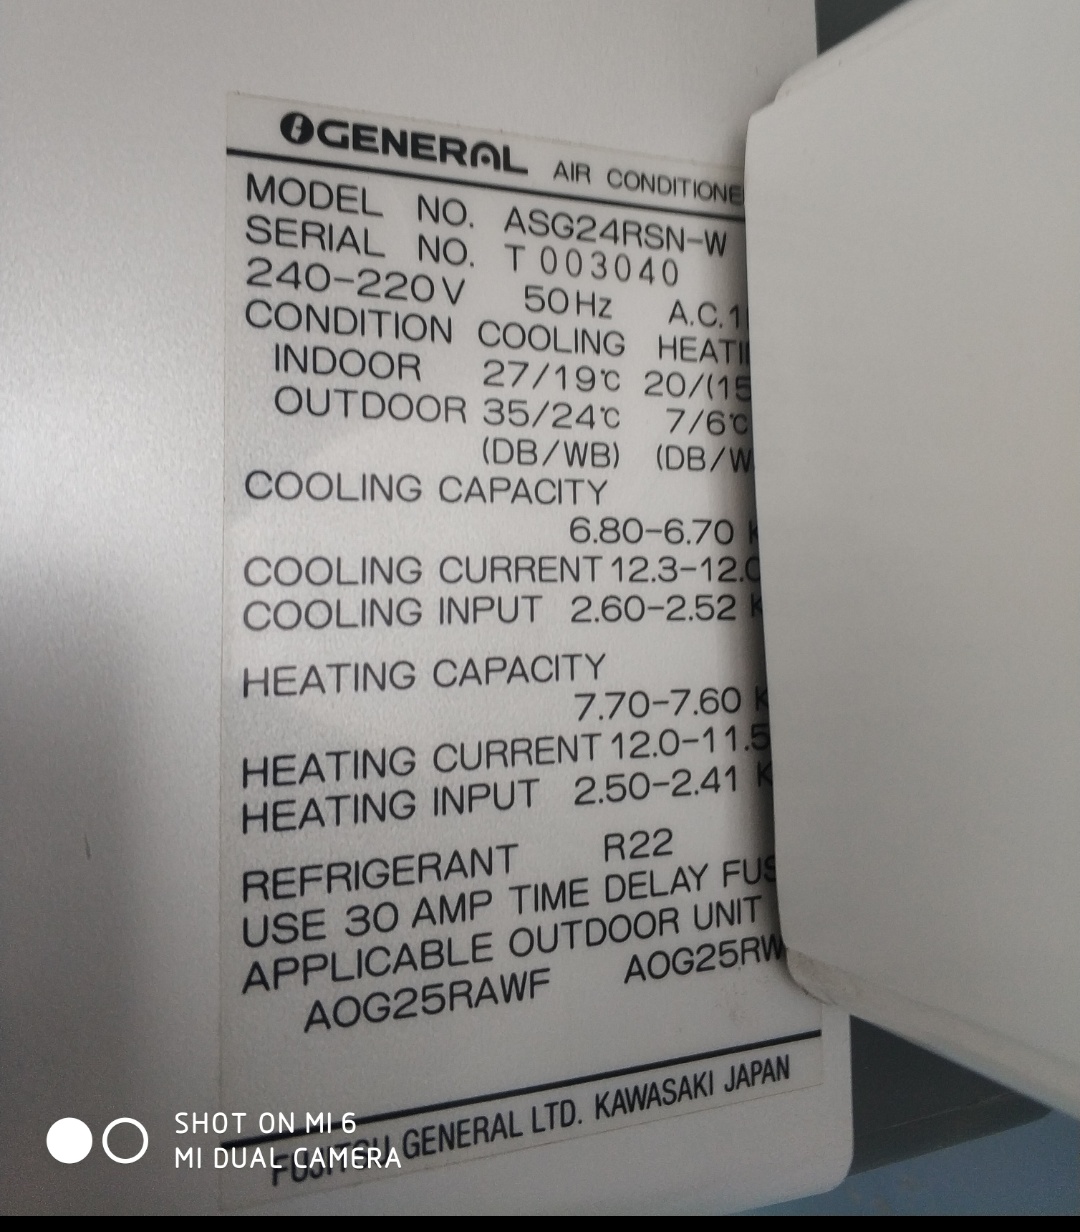 GENERAL AIR CONDITIONE
MODEL NO. ASG24RSN-W
SERIAL NO. T 003040
240-220V 50Hz A.C.1
CONDITION COOLING HEATI
INDOOR 27/19℃ 20/(15
OUTDOOR 35/24℃ 7/6℃
(DB/WB) (DB/W
COOLING CAPACITY
6.80-6.70 K
COOLING CURRENT 12.3-12.0
COOLING INPUT 2.60-2.52 K
HEATING CAPACITY
7.70-7.60 K
HEATING CURRENT 12.0-11.5
HEATING INPUT 2.50-2.41 K
REFRIGERANT R22
USE 30 AMP TIME DELAY FUS
APPLICABLE OUTDOOR UNIT
AOG25RAWF AOG25RW
FUJITSU GENERAL LTD. KAWASAKI JAPAN
SHOT ON MI 6
MI DUAL CAMERA